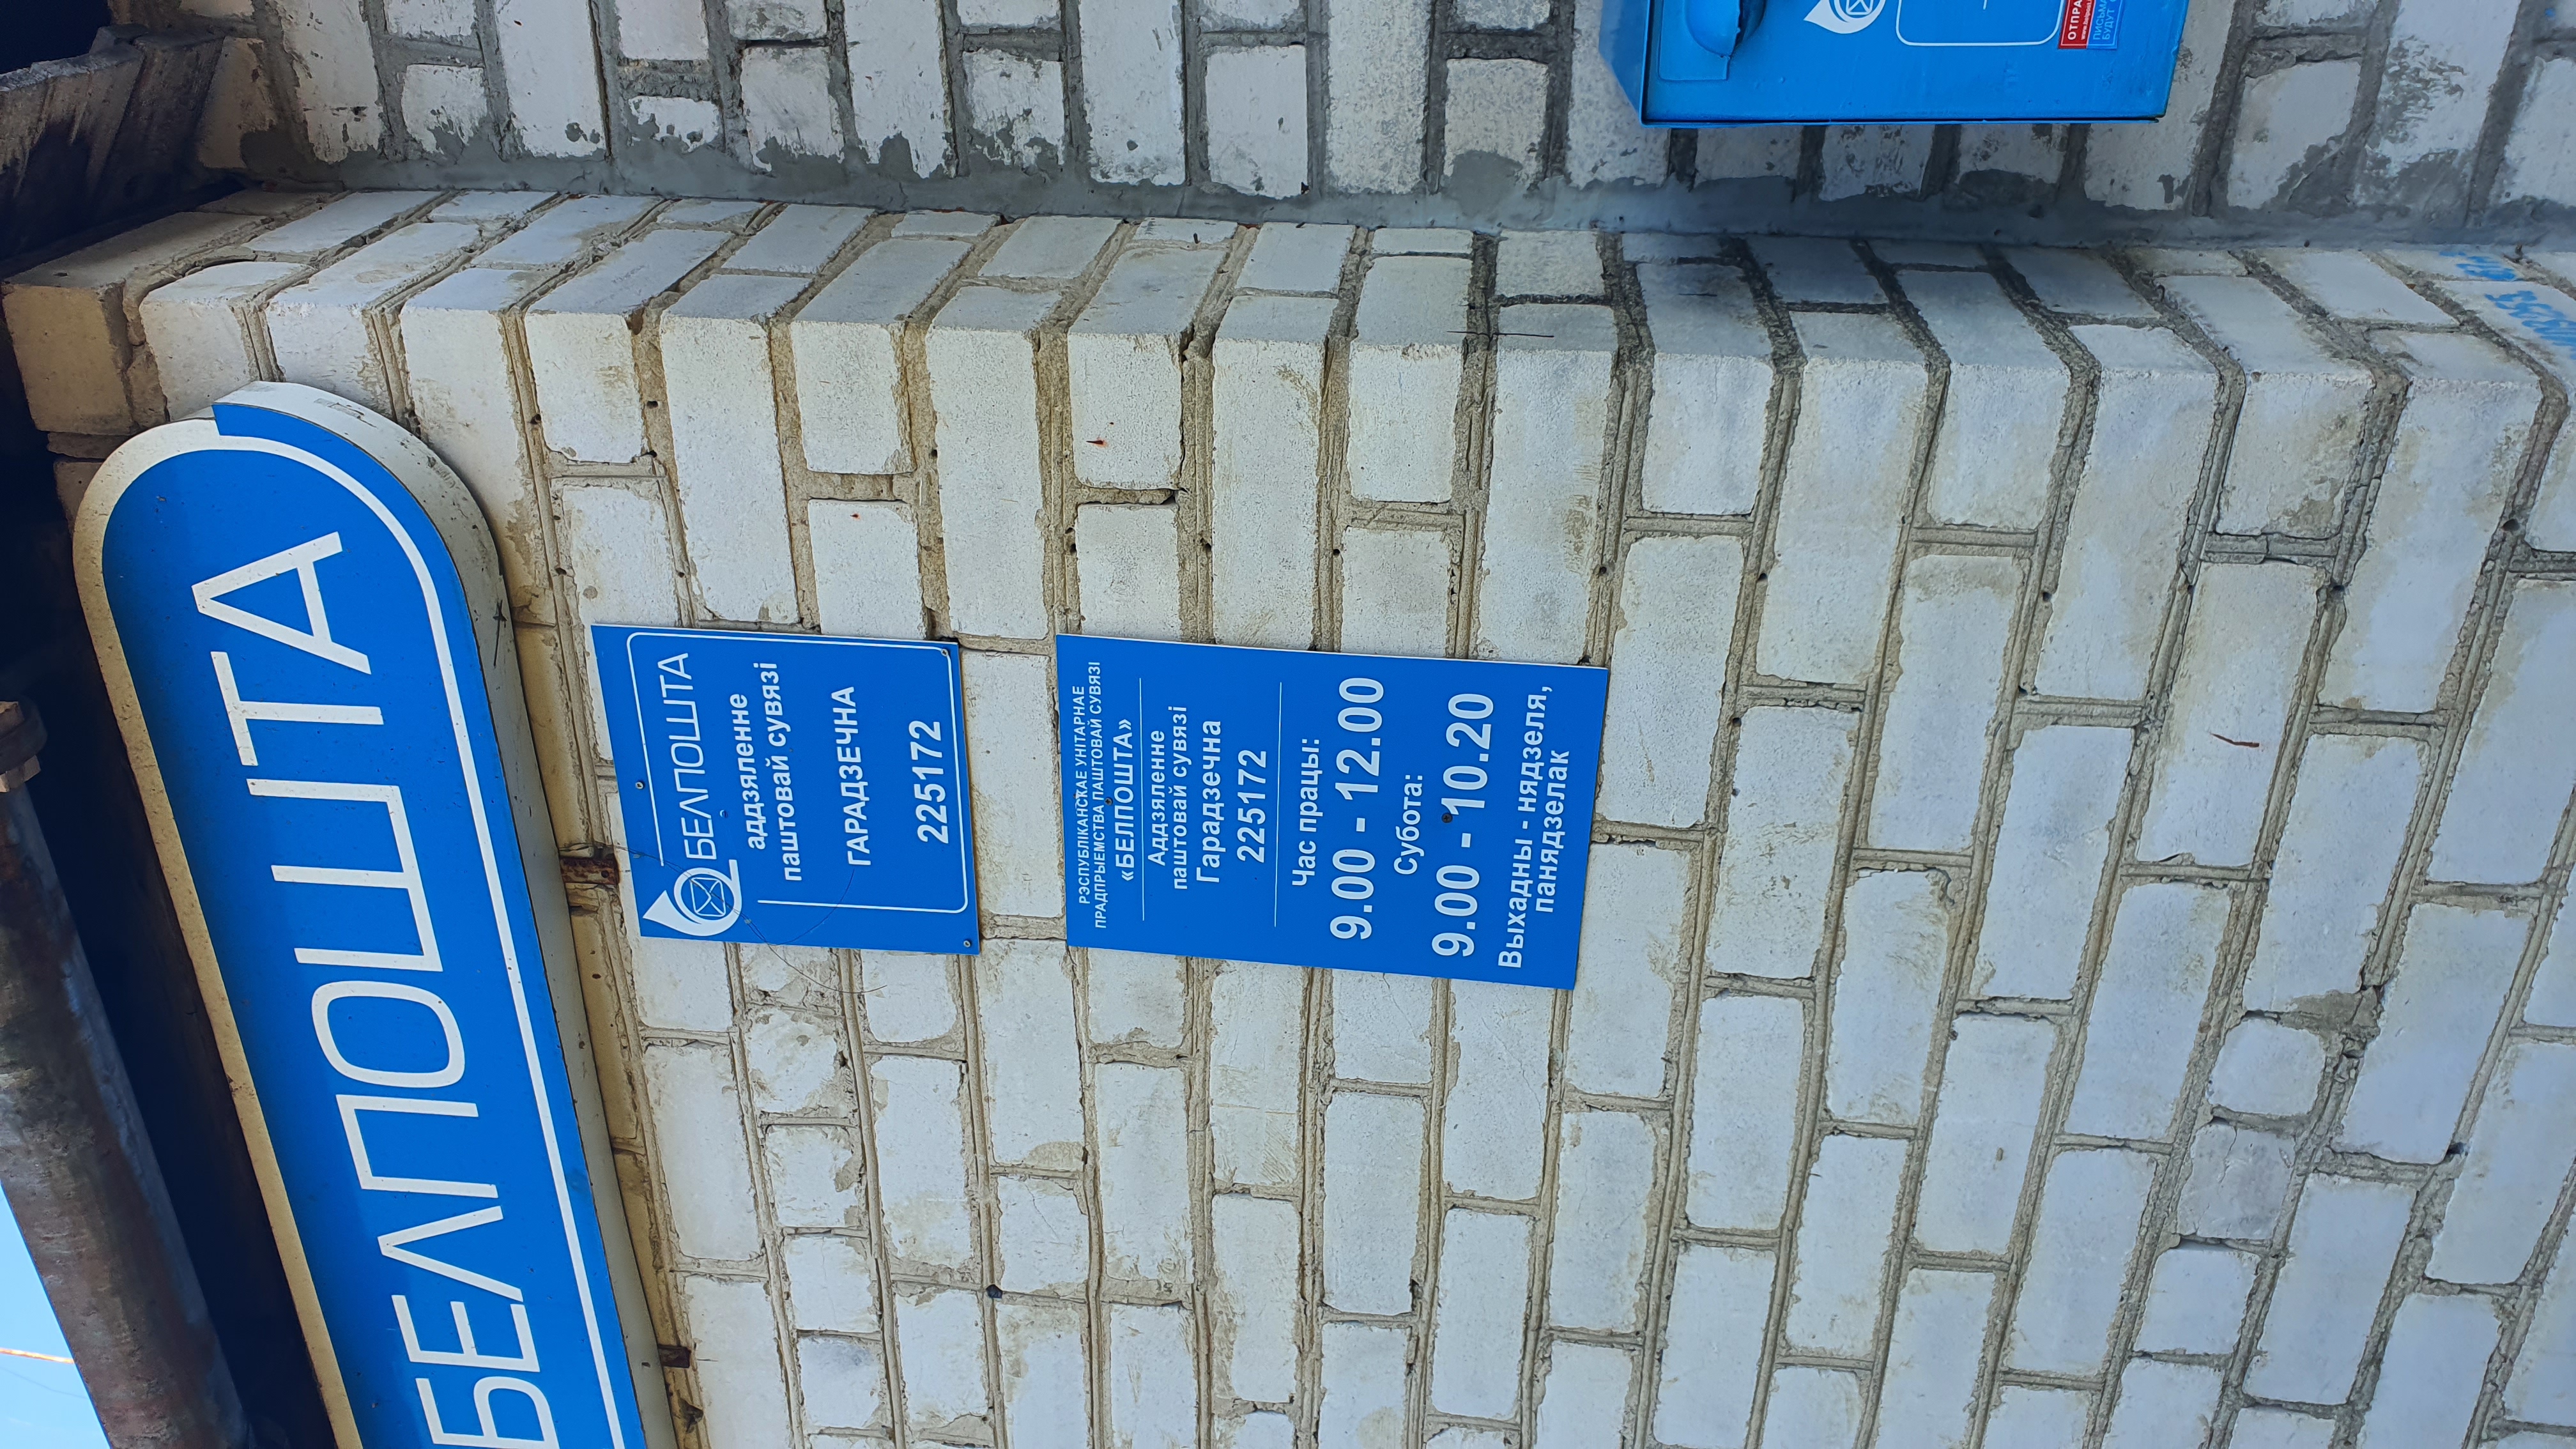 БЕЛПОШТА
БЕЛПОШТА
аддзяленне
паштовай сувязі
ГАРАДЗЕЧНА
225172
РЭСПУБЛІКАНСКАЕ УНІТАРНАЕ
ПРАДПРЫЕМСТВА ПАШТОВАЙ СУВЯЗІ
«БЕЛПОШТА»
Аддзяленне
паштовай сувязі
Гарадзечна
225172
Час працы:
9.00 - 12.00
Субота:
9.00 - 10.20
Выхадны - нядзеля,
панядзелак